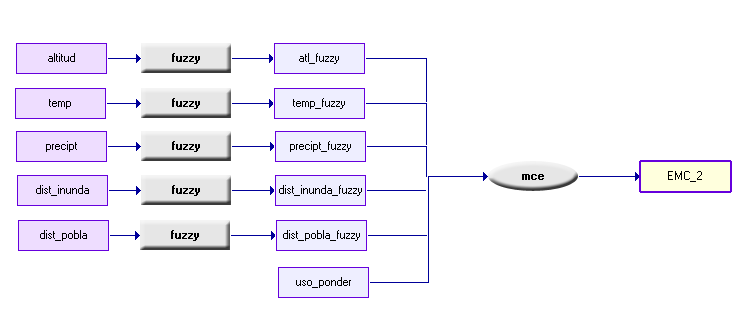 altitud fuzzy atl_fuzzy
temp fuzzy temp_fuzzy
precipt fuzzy precipt_fuzzy
dist_inunda fuzzy dist_inunda_fuzzy mce EMC_2
dist_pobla fuzzy dist_pobla_fuzzy
uso_ponder